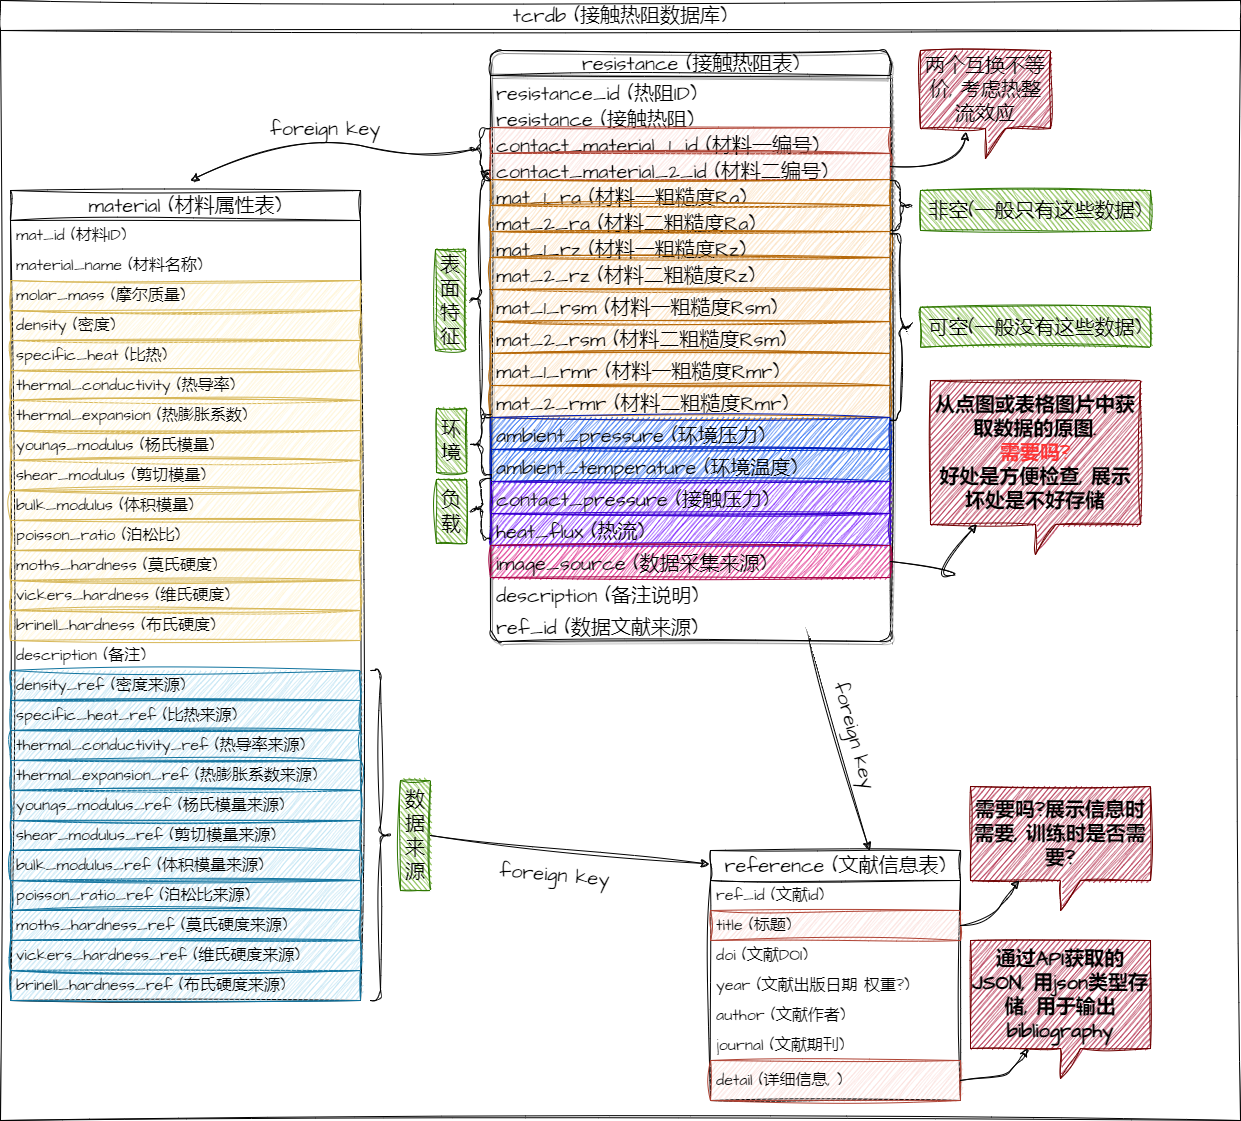 tcrdb (接触热阻数据库)
resistance (接触热阻表)
resistance_id (热阻ID)
resistance (接触热阻)
contact_material_1_id (材料一编号)
contact_material_2_id (材料二编号)
mat_1_ra (材料一粗糙度Ra)
mat_2_ra (材料二粗糙度Ra)
mat_1_rz (材料一粗糙度Rz)
mat_2_rz (材料二粗糙度Rz)
mat_1_rsm (材料一粗糙度Rsm)
mat_2_rsm (材料二粗糙度Rsm)
mat_1_rmr (材料一粗糙度Rmr)
mat_2_rmr (材料二粗糙度Rmr)
ambient_pressure (环境压力)
ambient_temperature (环境温度)
contact_pressure (接触压力)
heat_flux (热流)
image_source (数据采集来源)
description (备注说明)
ref_id (数据文献来源)
两个互换不等
价, 考虑热整
流效应
非空(一般只有这些数据)
可空(一般没有这些数据)
从点图或表格图片中获
取数据的原图,
需要吗?
好处是方便检查, 展示
坏处是不好存储
表
面
特
征
环
境
负
载
foreign key
material (材料属性表)
mat_id (材料ID)
material_name (材料名称)
molar_mass (摩尔质量)
density (密度)
specific_heat (比热)
thermal_conductivity (热导率)
thermal_expansion (热膨胀系数)
youngs_modulus (杨氏模量)
shear_modulus (剪切模量)
bulk_modulus (体积模量)
poisson_ratio (泊松比)
moths_hardness (莫氏硬度)
vickers_hardness (维氏硬度)
brinell_hardness (布氏硬度)
description (备注)
density_ref (密度来源)
specific_heat_ref (比热来源)
thermal_conductivity_ref (热导率来源)
thermal_expansion_ref (热膨胀系数来源)
youngs_modulus_ref (杨氏模量来源)
shear_modulus_ref (剪切模量来源)
bulk_modulus_ref (体积模量来源)
poisson_ratio_ref (泊松比来源)
moths_hardness_ref (莫氏硬度来源)
vickers_hardness_ref (维氏硬度来源)
brinell_hardness_ref (布氏硬度来源)
数
据
来
源
foreign key
foreign key
reference (文献信息表)
ref_id (文献id)
title (标题)
doi (文献DOI)
year (文献出版日期 权重?)
author (文献作者)
journal (文献期刊)
detail (详细信息, )
需要吗?展示信息时
需要, 训练时是否需
要?
通过API获取的
JSON, 用json类型存
储, 用于输出
bibliography